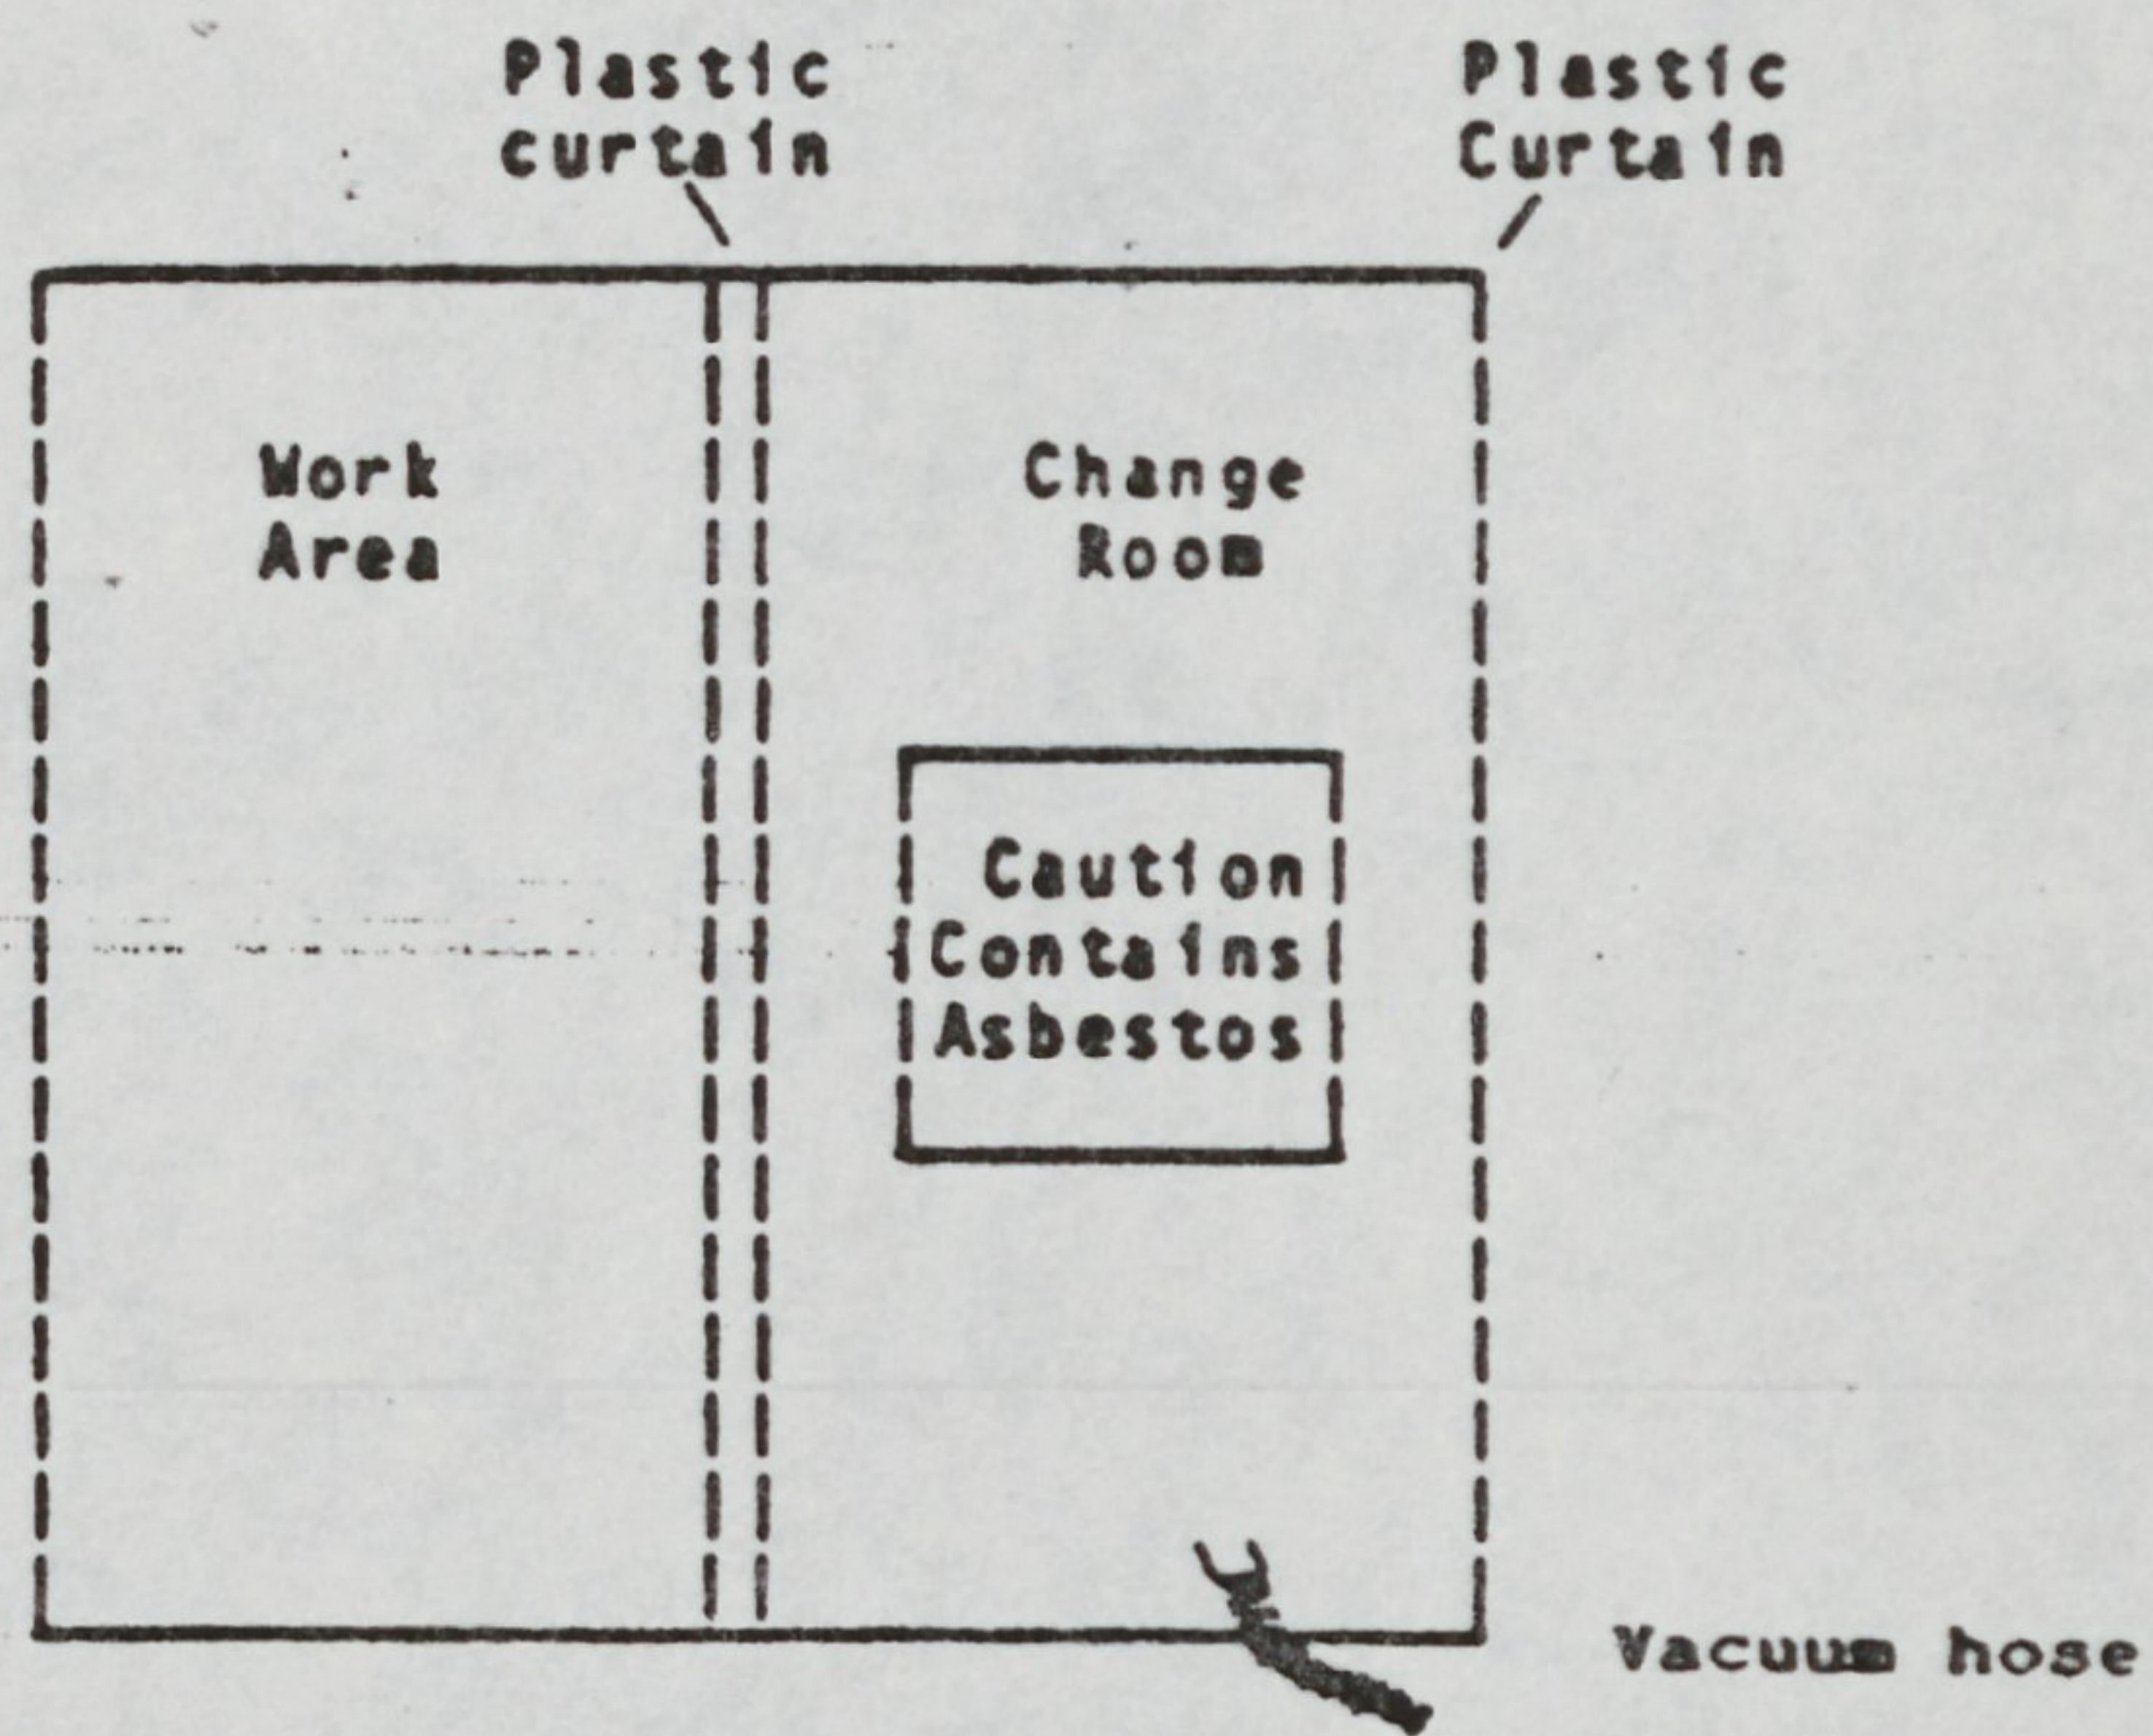 Plastic
curtain
Plastic
Curtain
Work
Area
Change
Room
Caution
Contains
Asbestos
Vacuum hose